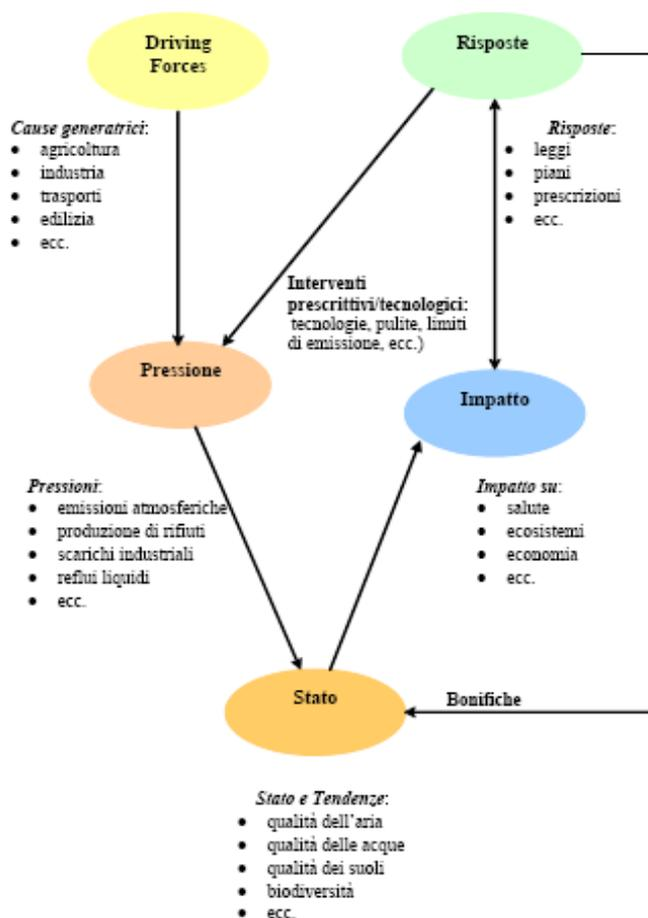 Driving
Forces
Risposte
Cause generatrici:
• agricoltura
• industria
• trasporti
• edilizia
• ecc.
Risposte:
• leggi
• piani
• prescrizioni
• ecc.
Interventi
prescrittivi/tecnologici:
tecnologie, pulite, limiti
di emissione, ecc.)
Pressione
Impatto
Pressioni:
• emissioni atmosferiche
• produzione di rifiuti
• scarichi industriali
• reflui liquidi
• ecc.
Impatto su:
• salute
• ecosistemi
• economia
• ecc.
Stato
Bonifiche
Stato e Tendenze:
• qualità dell'aria
• qualità delle acque
• qualità dei suoli
• biodiversità
• ecc.